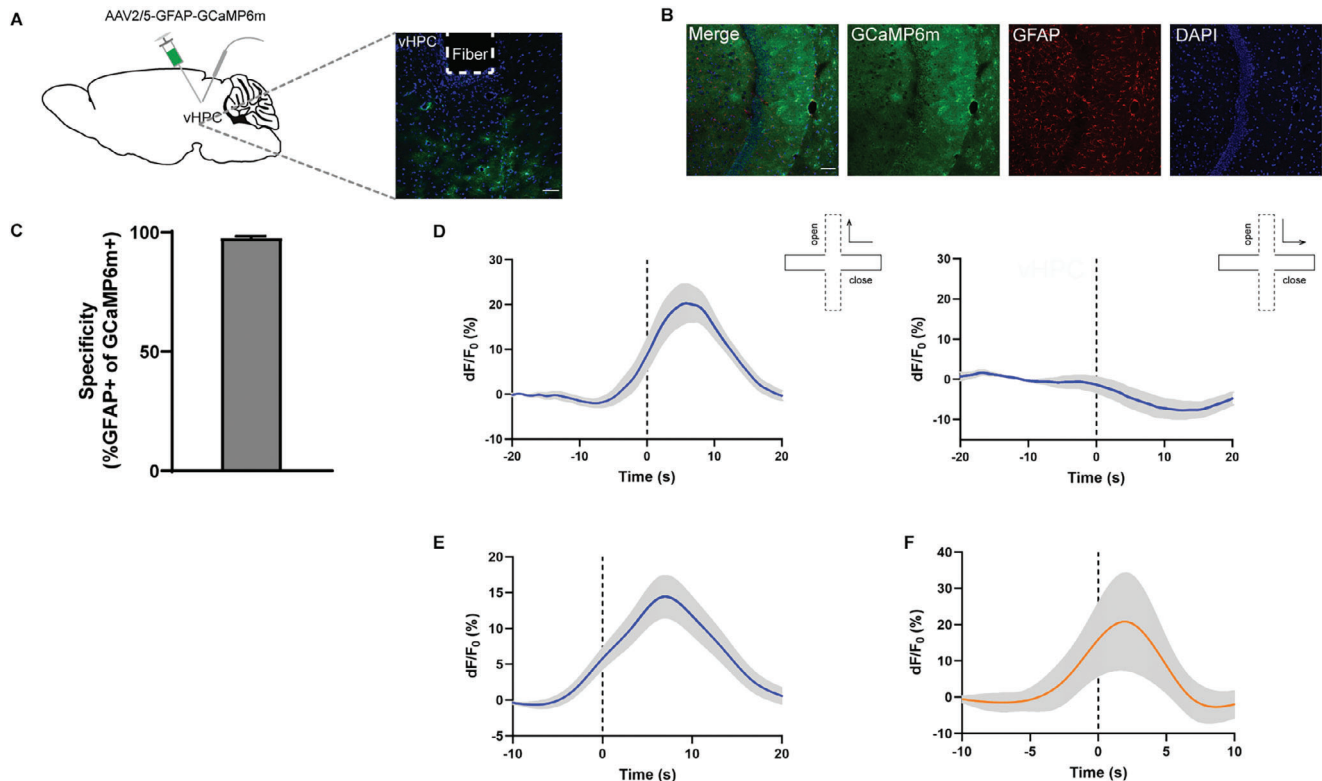 A
AAV2/5-GFAP-GCaMP6m
vHPC
vHPC
Fiber
B
Merge
GCaMP6m
GFAP
DAPI
C
Specificity
(%GFAP+ of GCaMP6m+)
100
50
0
D
dF/F0 (%)
30
20
10
0
-10
-20
-10
0
10
20
Time (s)
open
close
vHPC
dF/F0 (%)
30
20
10
0
-10
-20
-10
0
10
20
Time (s)
open
close
E
dF/F0 (%)
20
15
10
5
0
-5
-10
0
10
20
Time (s)
F
dF/F0 (%)
40
30
20
10
0
-10
-10
-5
0
5
10
Time (s)